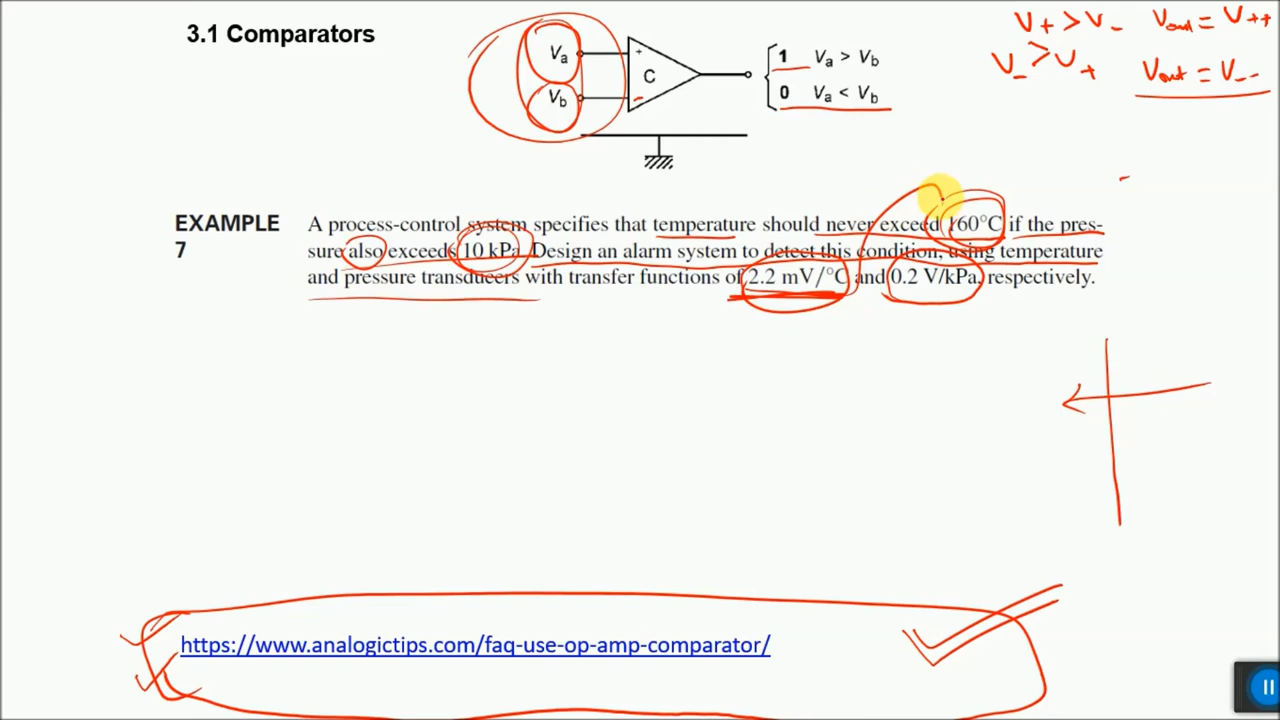 3.1 Comparators
Va
Vb
+
-
C
1 Va > Vb
0 Va < Vb
V+ > V- Vout = V++
V- > V+ Vout = V--
EXAMPLE
7
A process-control system specifies that temperature should never exceed 160°C if the pres-
sure also exceeds 10 kPa. Design an alarm system to detect this condition, using temperature
and pressure transducers with transfer functions of 2.2 mV/°C and 0.2 V/kPa, respectively.
https://www.analogictips.com/faq-use-op-amp-comparator/